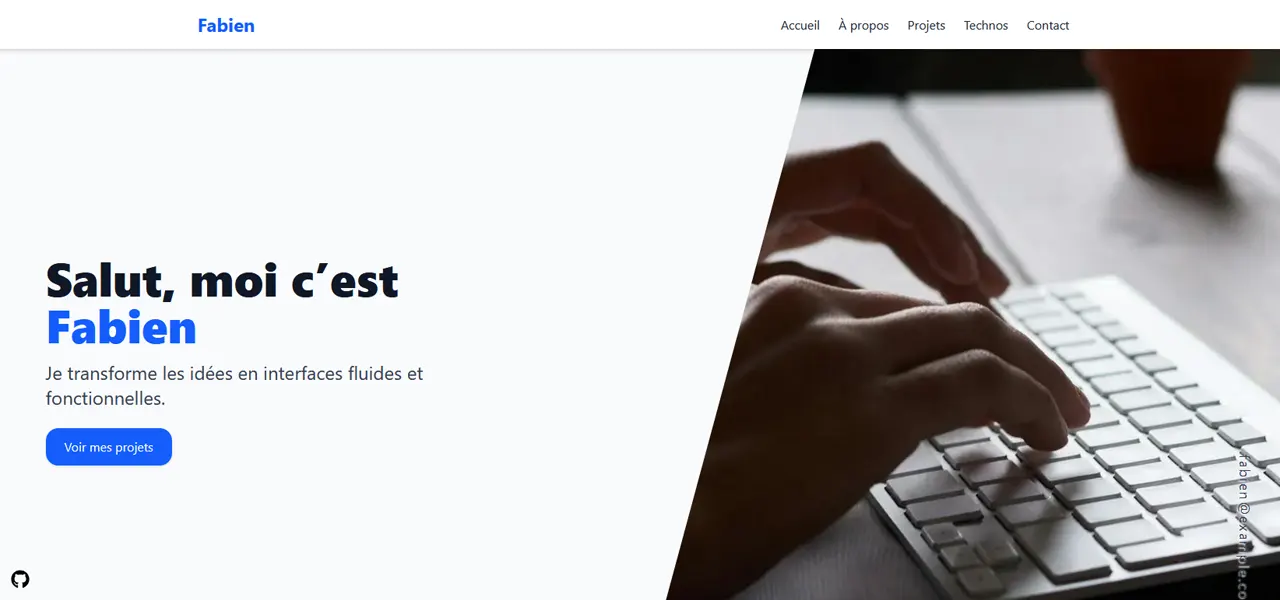 Fabien
Accueil
À propos
Projets
Technos
Contact
Salut, moi c’est
Fabien
Je transforme les idées en interfaces fluides et
fonctionnelles.
Voir mes projets
fabien@example.co